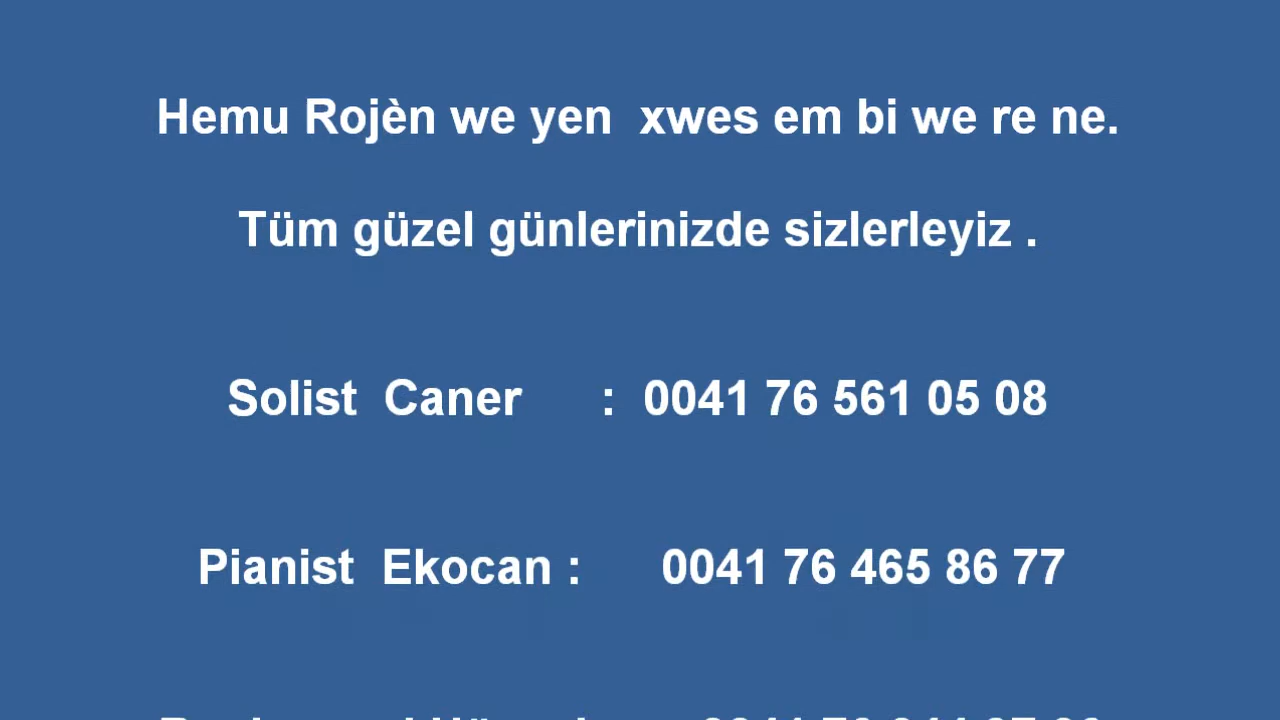 Hemu Rojèn we yen xwes em bi we re ne.
Tüm güzel günlerinizde sizlerleyiz .
Solist Caner : 0041 76 561 05 08
Pianist Ekocan : 0041 76 465 86 77